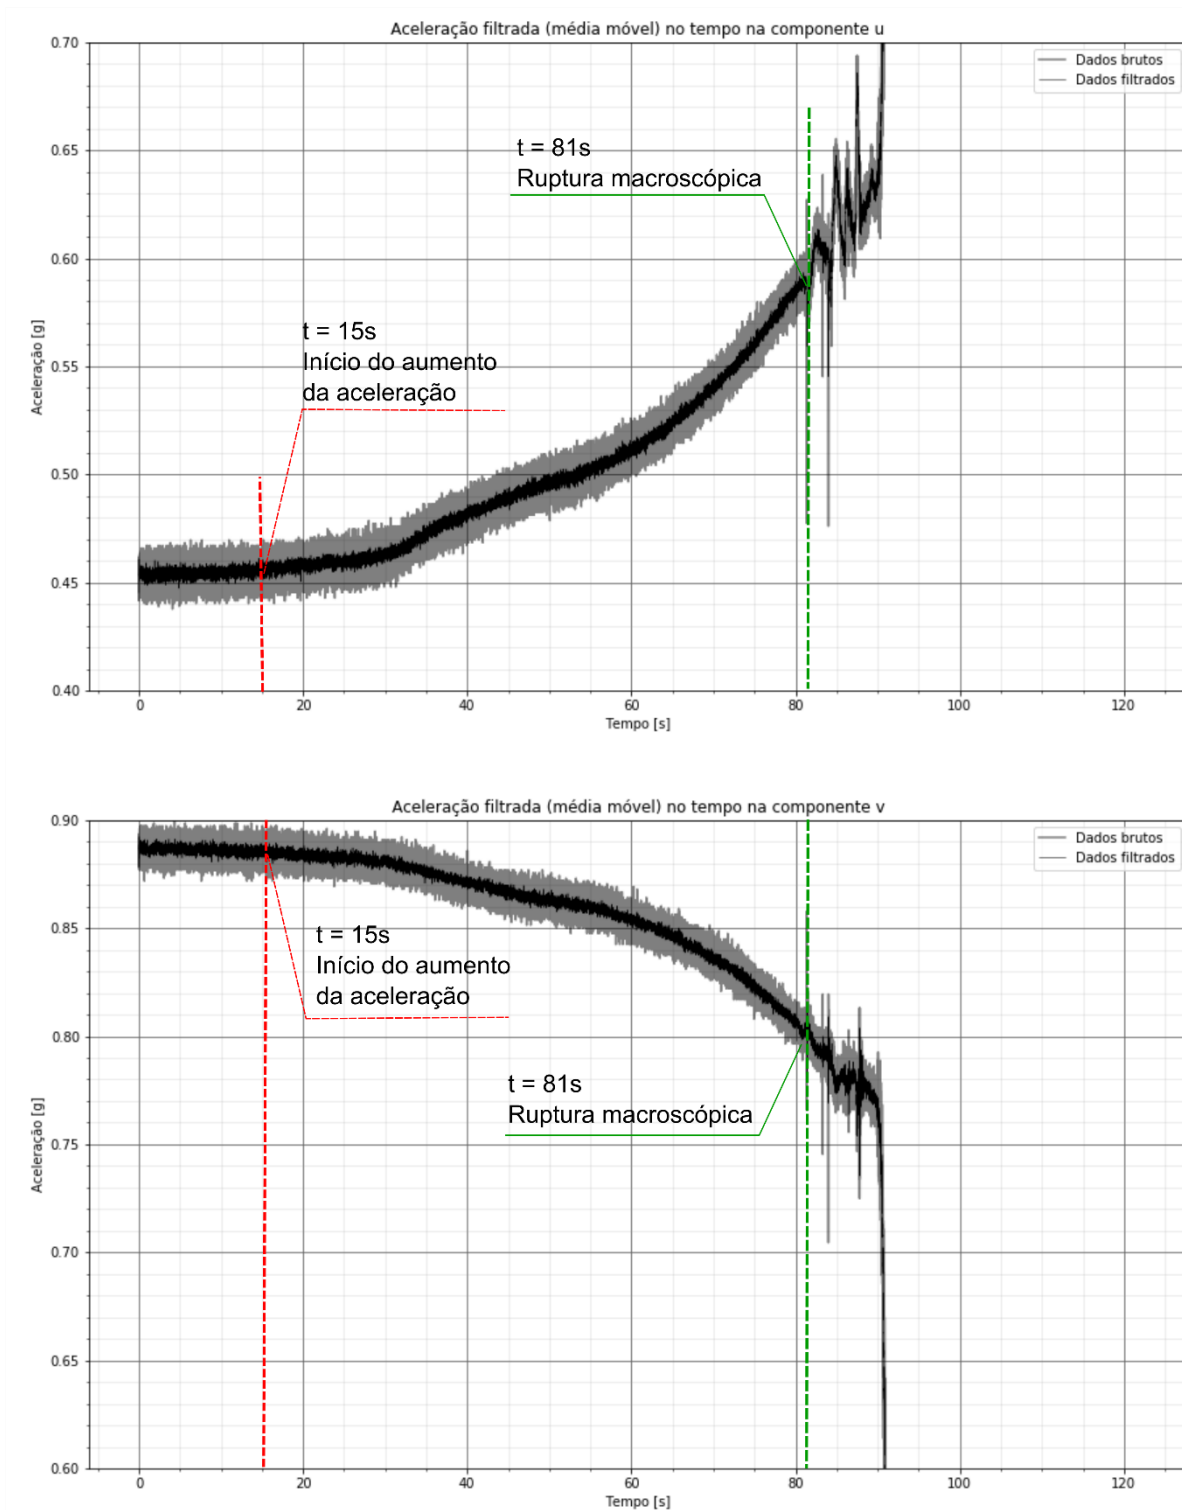 Aceleração filtrada (média móvel) no tempo na componente u
0.70
0.65
0.60
0.55
0.50
0.45
0.40
Aceleração [g]
Dados brutos
Dados filtrados
t = 81s
Ruptura macroscópica
t = 15s
Início do aumento
da aceleração
0
20
40
60
80
100
120
Tempo [s]
Aceleração filtrada (média móvel) no tempo na componente v
0.90
0.85
0.80
0.75
0.70
0.65
0.60
Aceleração [g]
Dados brutos
Dados filtrados
t = 15s
Início do aumento
da aceleração
t = 81s
Ruptura macroscópica
0
20
40
60
80
100
120
Tempo [s]